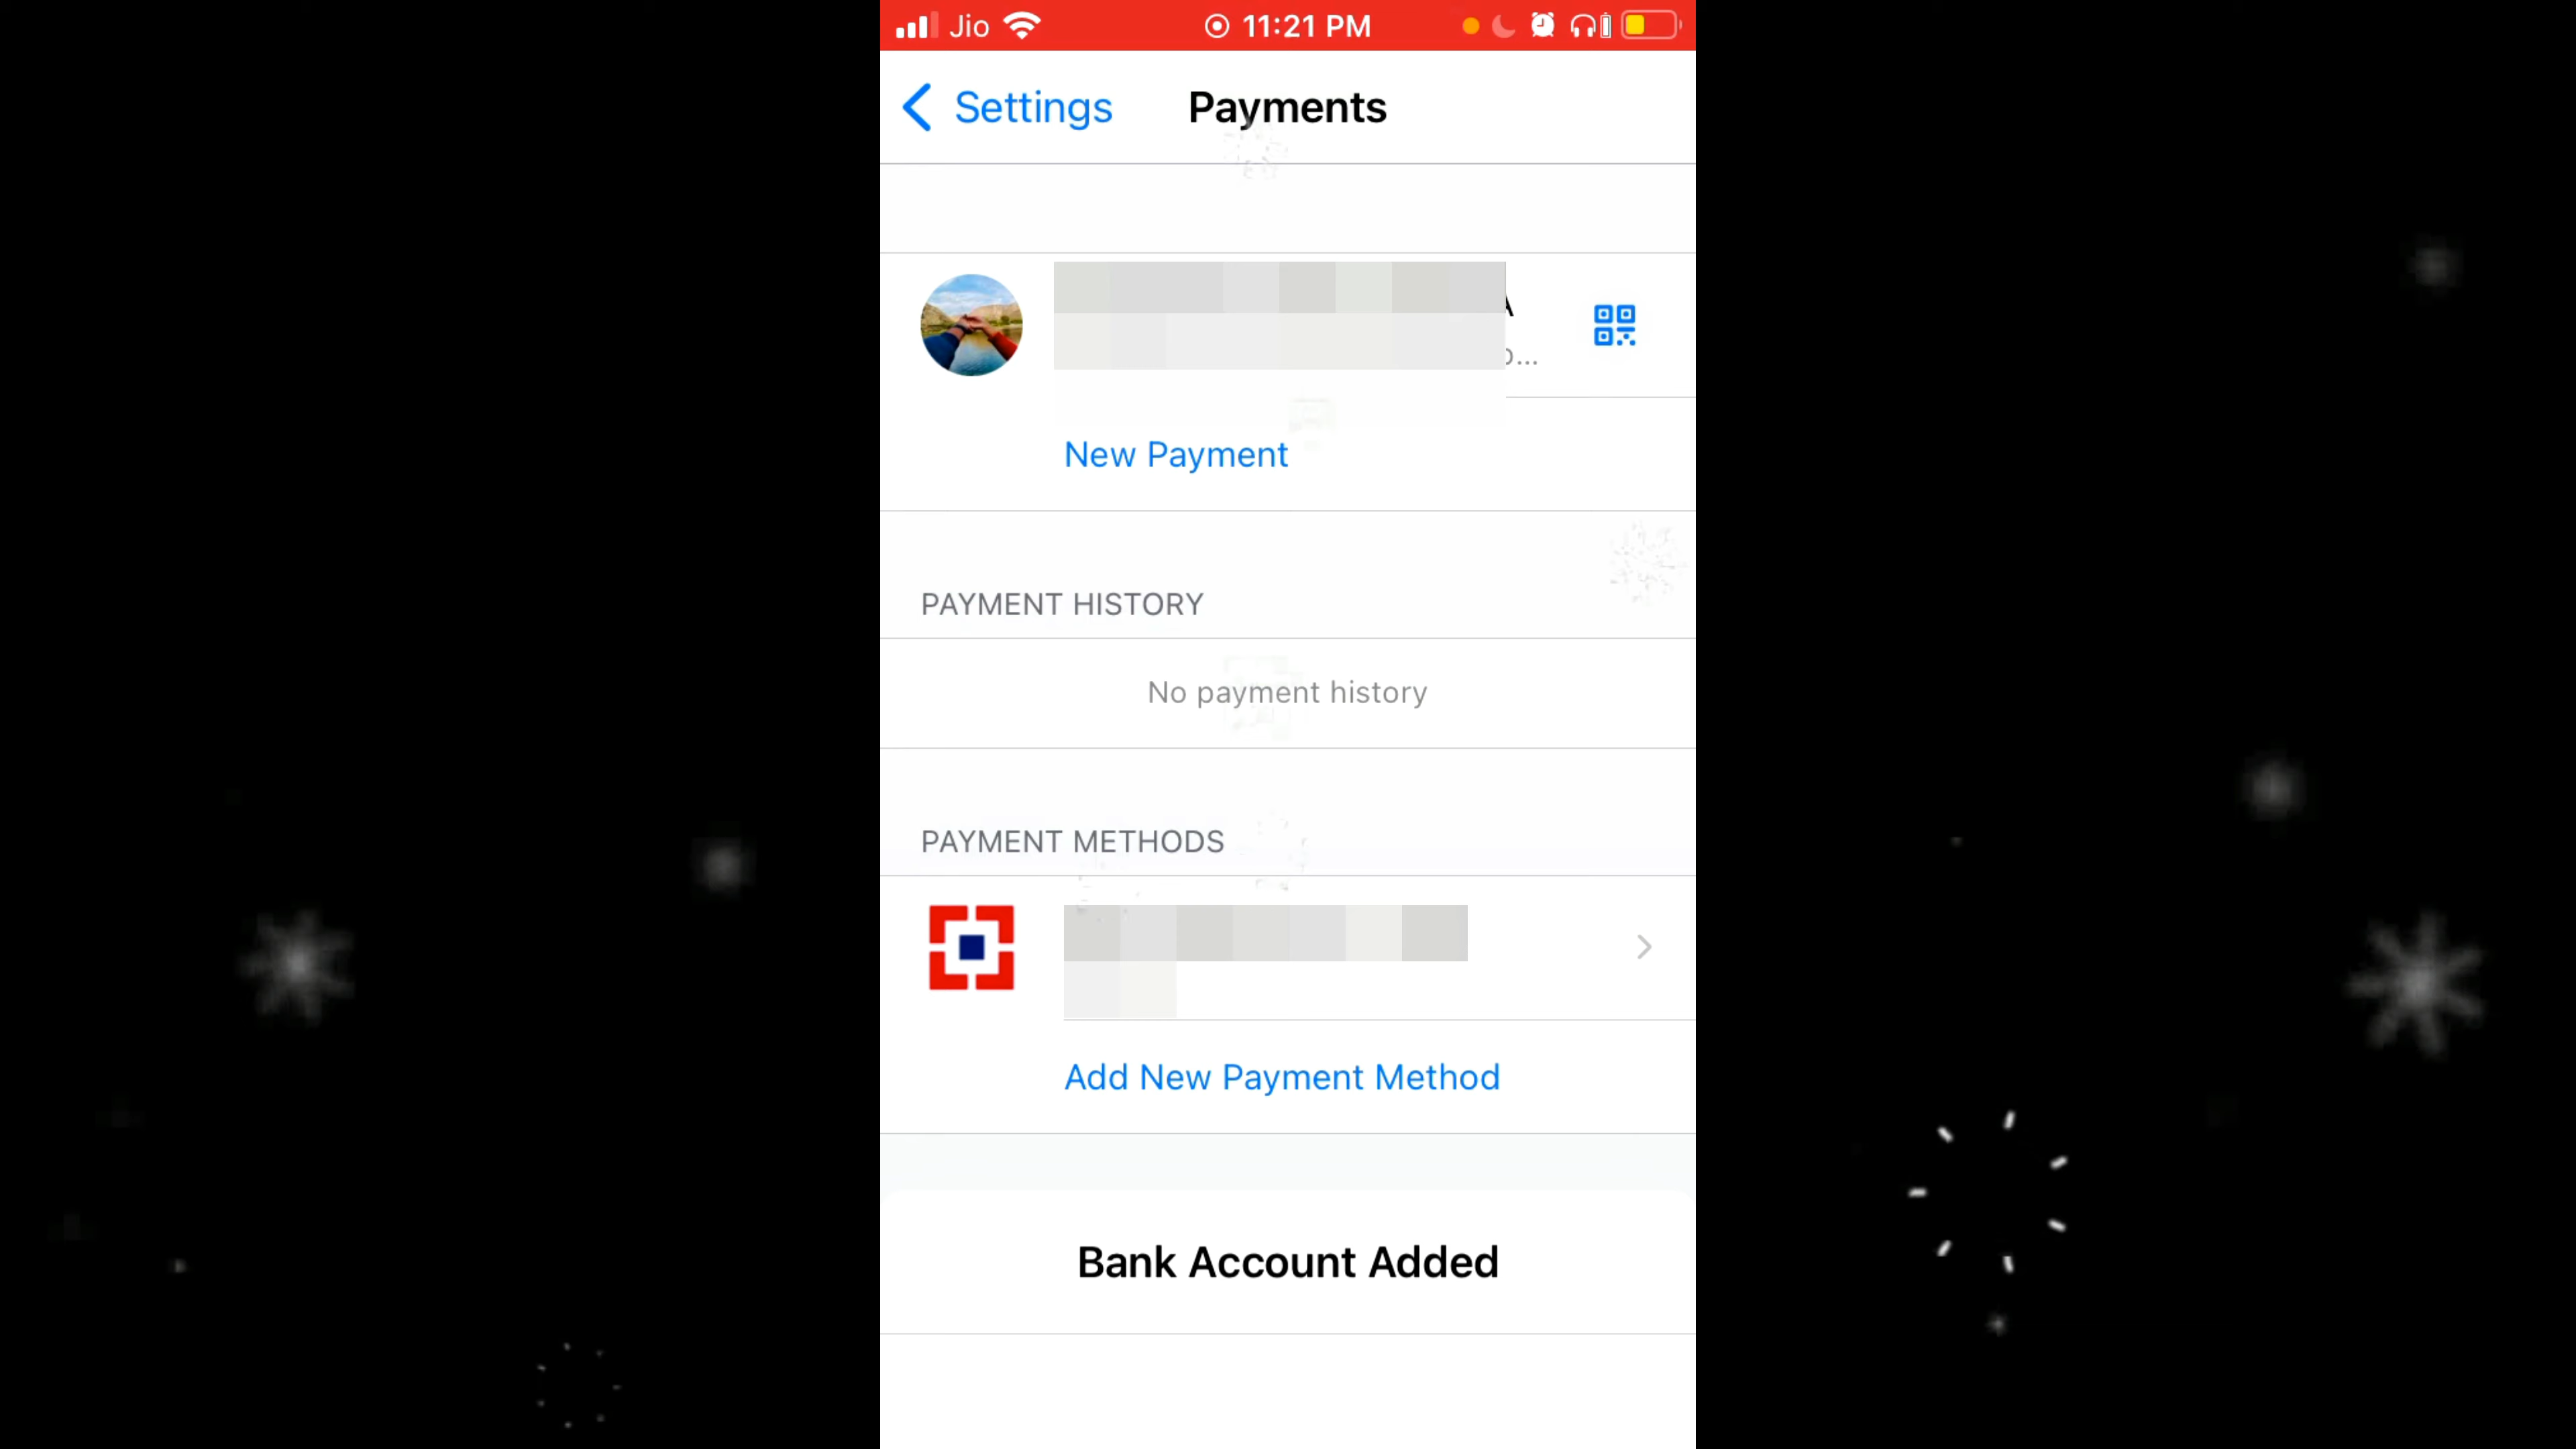 Jio 11:21 PM
Settings Payments
New Payment
PAYMENT HISTORY
No payment history
PAYMENT METHODS
Add New Payment Method
Bank Account Added